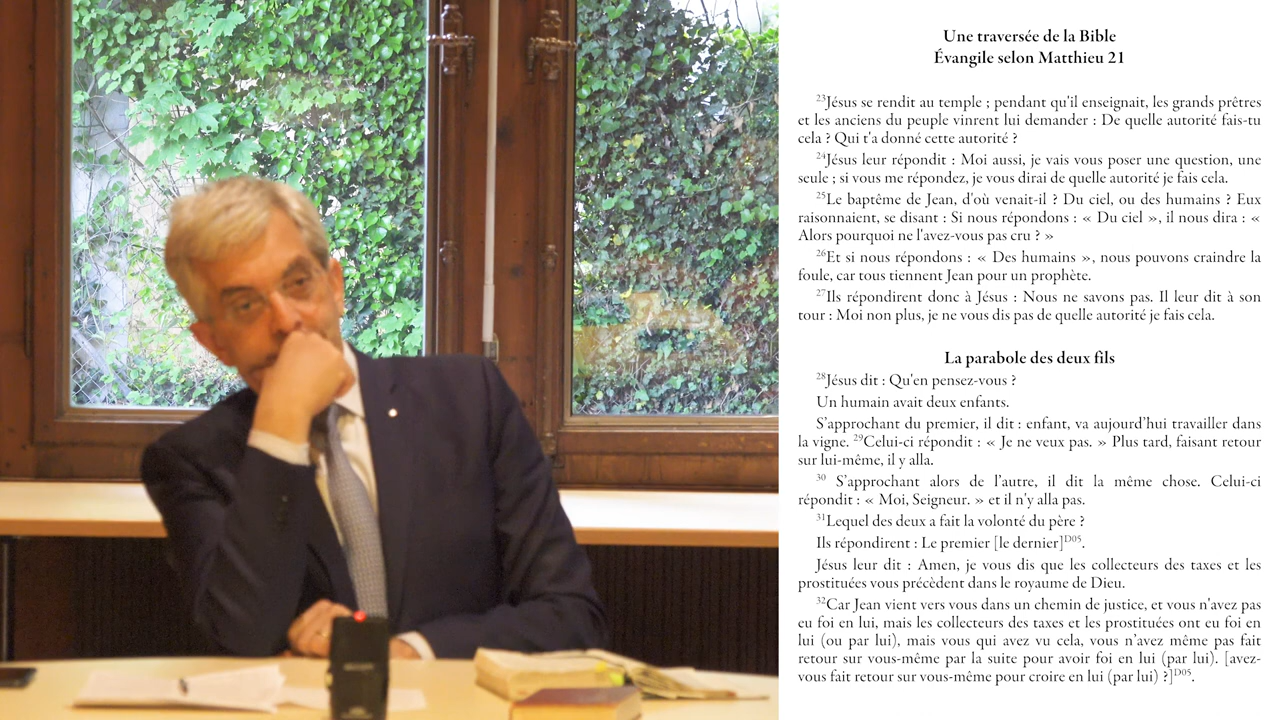 Une traversée de la Bible
Évangile selon Matthieu 21
23Jésus se rendit au temple ; pendant qu'il enseignait, les grands prêtres
et les anciens du peuple vinrent lui demander : De quelle autorité fais-tu
cela ? Qui t'a donné cette autorité ?
24Jésus leur répondit : Moi aussi, je vais vous poser une question, une
seule ; si vous me répondez, je vous dirai de quelle autorité je fais cela.
25Le baptême de Jean, d'où venait-il ? Du ciel, ou des humains ? Eux
raisonnaient, se disant : Si nous répondons : « Du ciel », il nous dira : «
Alors pourquoi ne l'avez-vous pas cru ? »
26Et si nous répondons : « Des humains », nous pouvons craindre la
foule, car tous tiennent Jean pour un prophète.
27Ils répondirent donc à Jésus : Nous ne savons pas. Il leur dit à son
tour : Moi non plus, je ne vous dis pas de quelle autorité je fais cela.
La parabole des deux fils
28Jésus dit : Qu'en pensez-vous ?
Un humain avait deux enfants.
S’approchant du premier, il dit : enfant, va aujourd’hui travailler dans
la vigne. 29Celui-ci répondit : « Je ne veux pas. » Plus tard, faisant retour
sur lui-même, il y alla.
30 S’approchant alors de l’autre, il dit la même chose. Celui-ci
répondit : « Moi, Seigneur. » et il n'y alla pas.
31Lequel des deux a fait la volonté du père ?
Ils répondirent : Le premier [le dernier]D05.
Jésus leur dit : Amen, je vous dis que les collecteurs des taxes et les
prostituées vous précèdent dans le royaume de Dieu.
32Car Jean vient vers vous dans un chemin de justice, et vous n'avez pas
eu foi en lui, mais les collecteurs des taxes et les prostituées ont eu foi en
lui (ou par lui), mais vous qui avez vu cela, vous n’avez même pas fait
retour sur vous-même par la suite pour avoir foi en lui (par lui). [avez-
vous fait retour sur vous-même pour croire en lui (par lui) ?]D05.